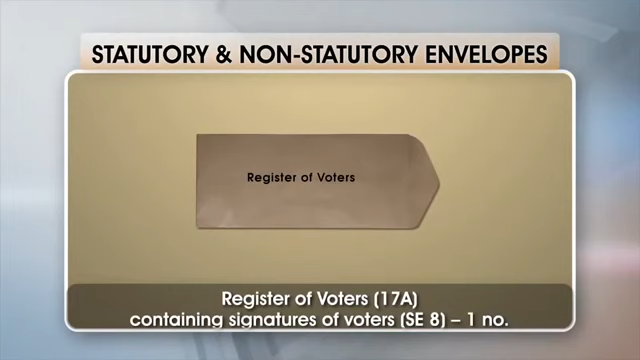 STATUTORY & NON-STATUTORY ENVELOPES
Register of Voters
Register of Voters (17A)
containing signatures of voters (SE 8) – 1 no.